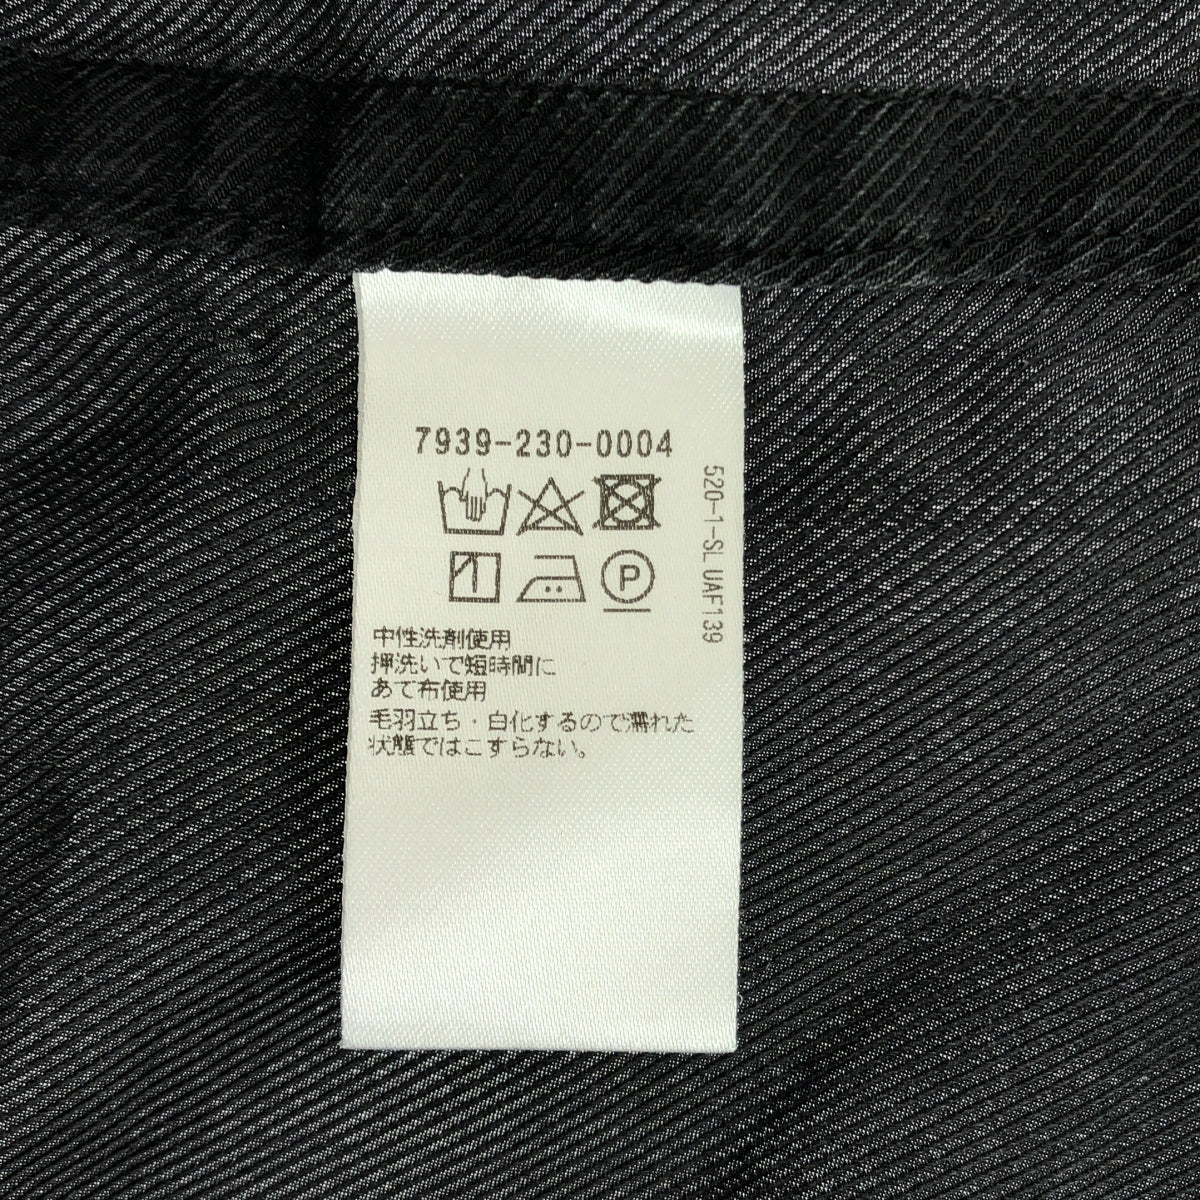 7939-230-0004
520-1-SL UAF139
P
中性洗剤使用
押洗いで短時間に
あて布使用
毛羽立ち・白化するので濡れた
状態ではこすらない。